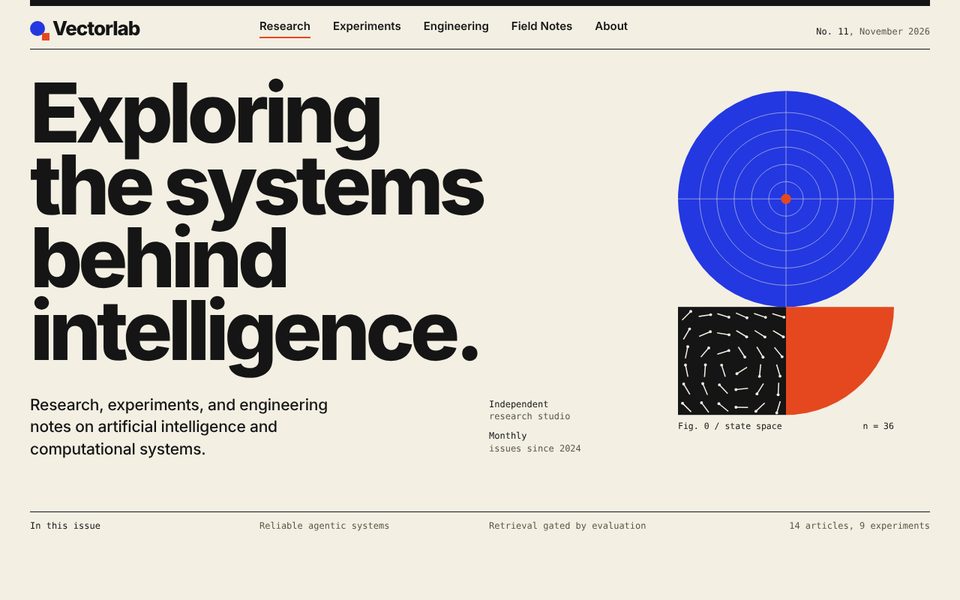 Vectorlab
Research
Experiments
Engineering
Field Notes
About
No. 11, November 2026
Exploring
the systems
behind
intelligence.
Research, experiments, and engineering
notes on artificial intelligence and
computational systems.
Independent
research studio
Monthly
issues since 2024
Fig. 0 / state space
n = 36
In this issue
Reliable agentic systems
Retrieval gated by evaluation
14 articles, 9 experiments